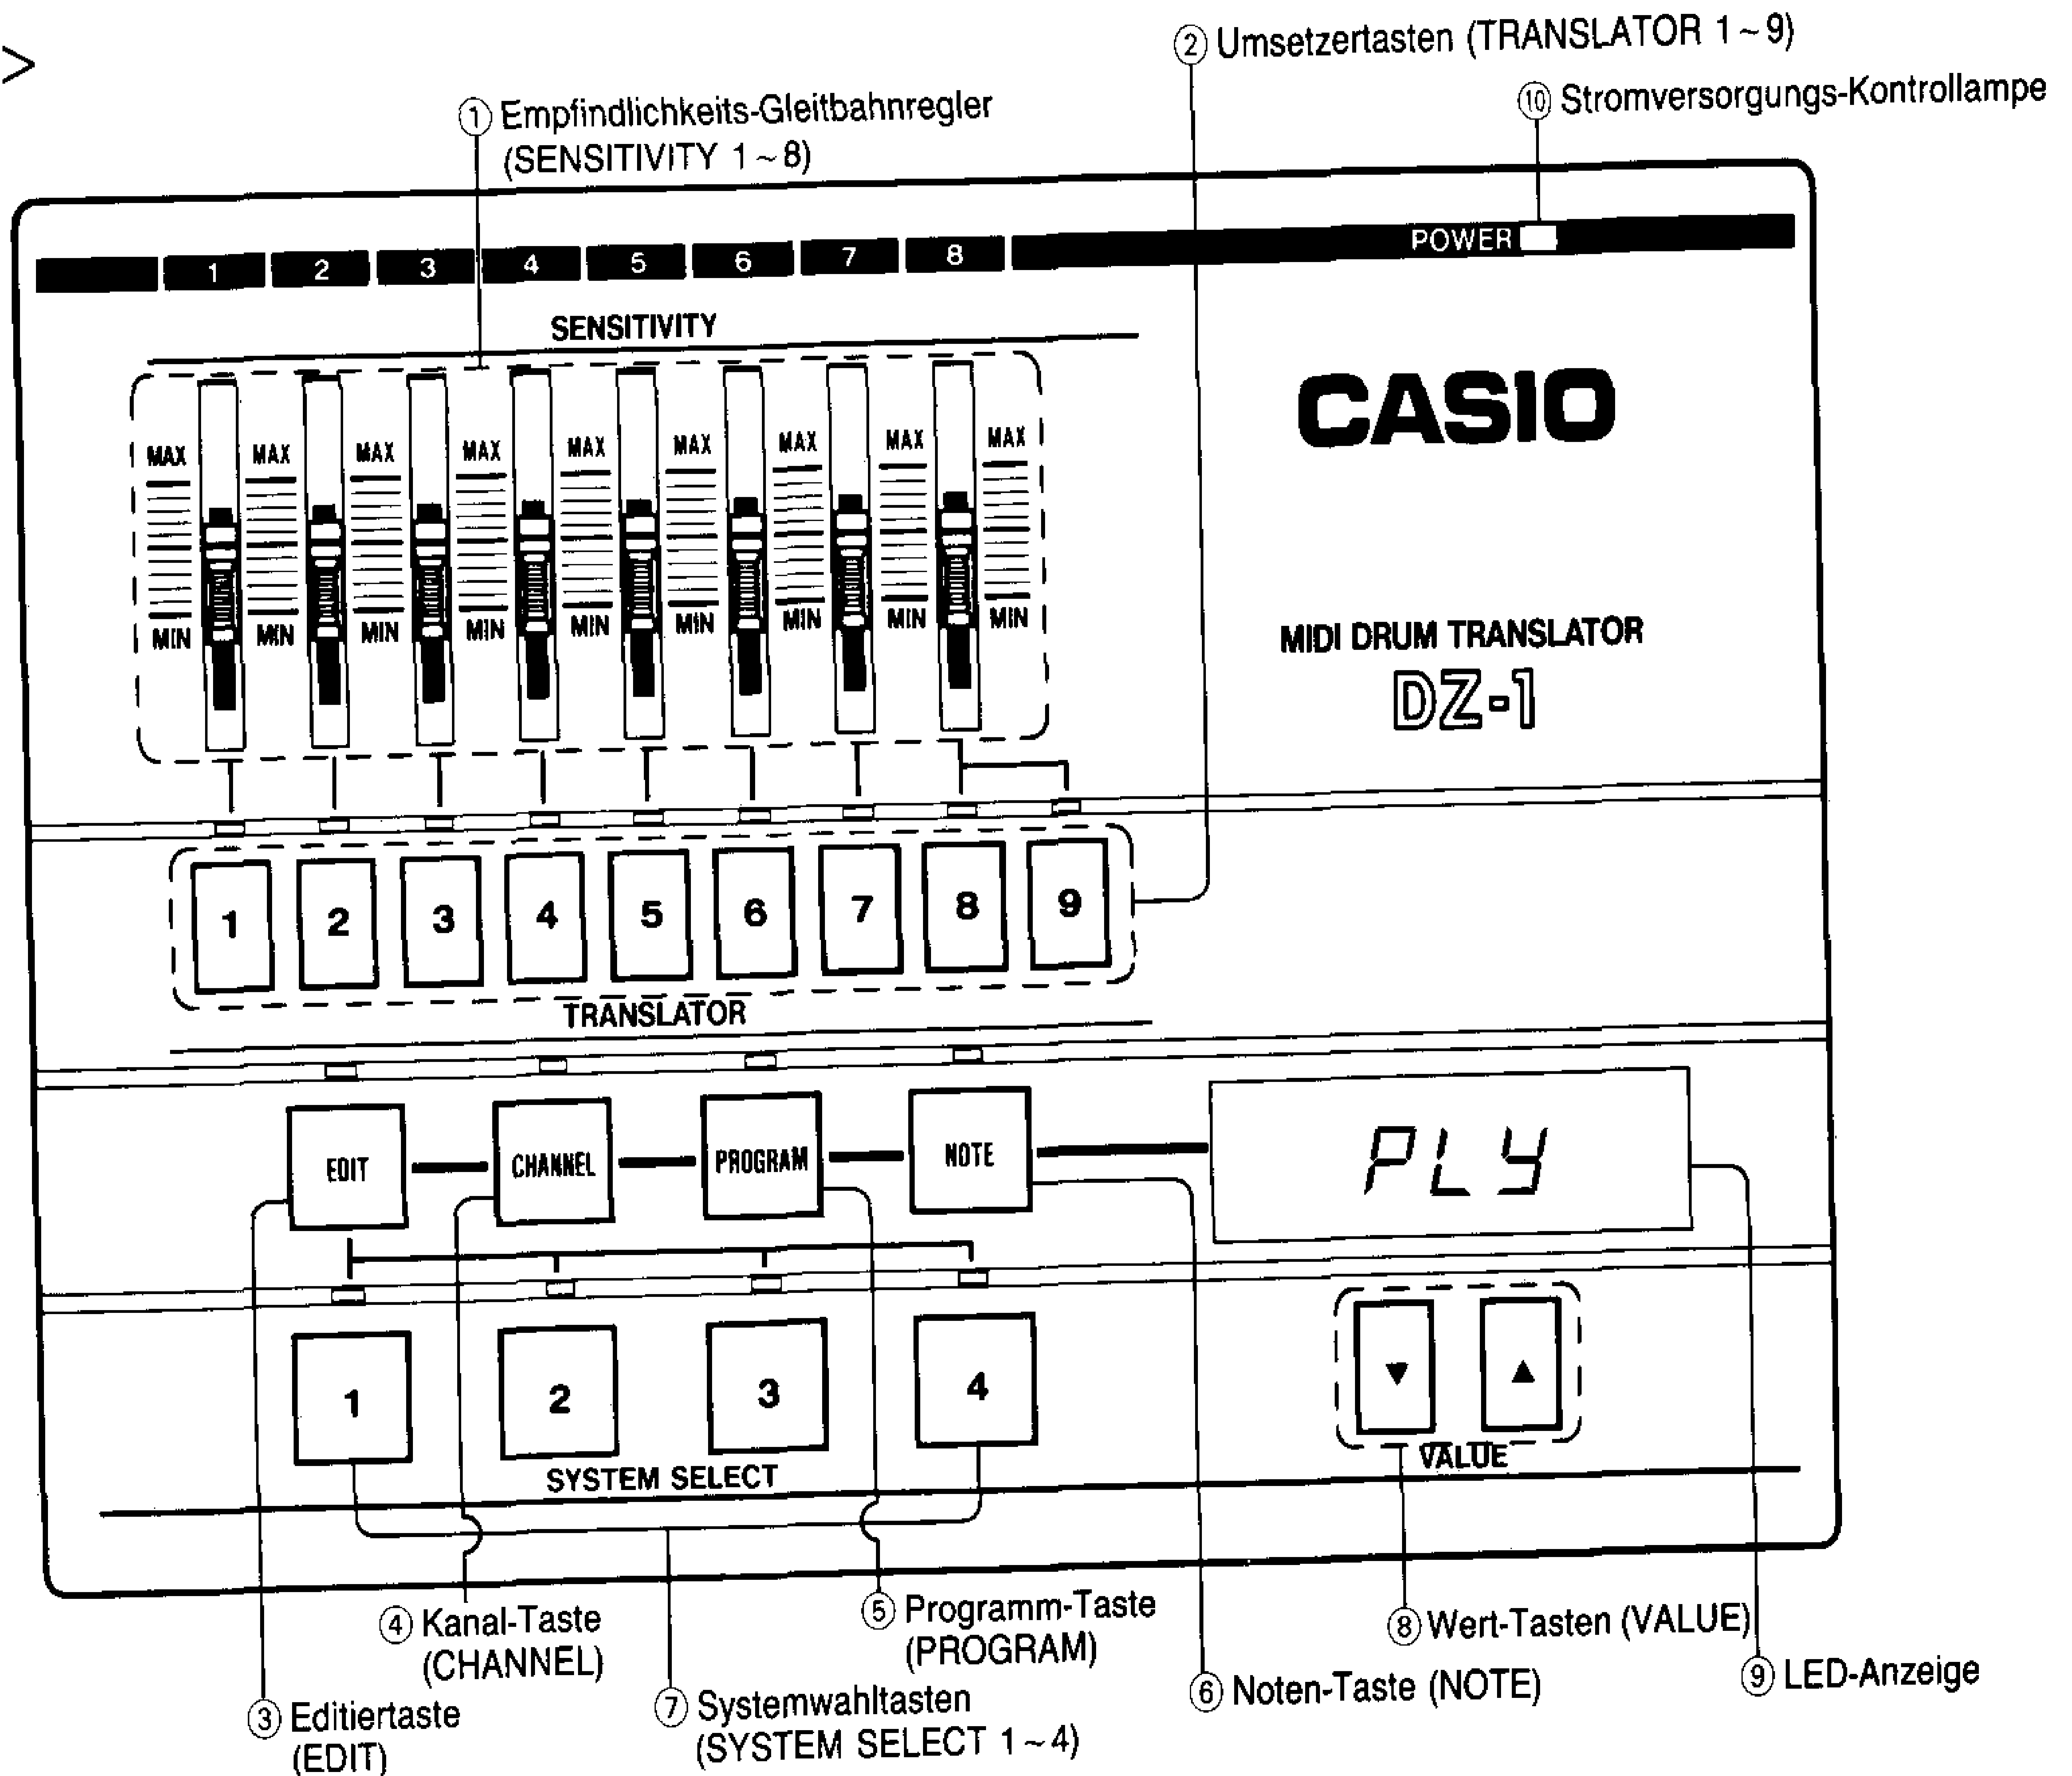 >
② Umsetzertasten (TRANSLATOR 1~9)
⑩ Stromversorgungs-Kontrollampe
① Empfindlichkeits-Gleitbahnregler
(SENSITIVITY 1~8)
POWER
1 2 3 4 5 6 7 8
SENSITIVITY
MAX MAX MAX MAX MAX MAX MAX MAX MAX
MIN MIN MIN MIN MIN MIN MIN MIN MIN
CASIO
MIDI DRUM TRANSLATOR
DZ-1
1 2 3 4 5 6 7 8 9
TRANSLATOR
EDIT CHANNEL PROGRAM NOTE
PLY
1 2 3 4
▼ ▲
SYSTEM SELECT
VALUE
④ Kanal-Taste
(CHANNEL)
⑤ Programm-Taste
(PROGRAM)
⑧ Wert-Tasten (VALUE)
⑨ LED-Anzeige
③ Editiertaste
(EDIT)
⑦ Systemwahltasten
(SYSTEM SELECT 1~4)
⑥ Noten-Taste (NOTE)